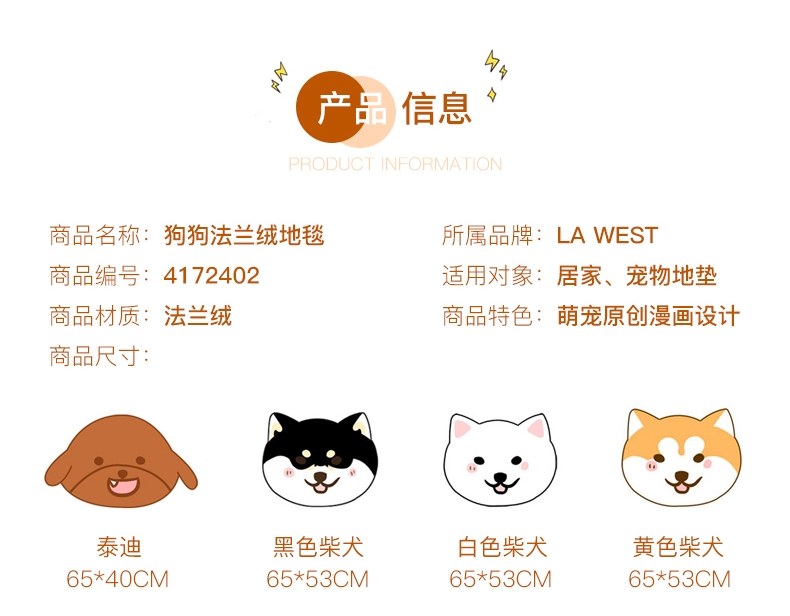 产品 信息
PRODUCT INFORMATION
商品名称：狗狗法兰绒地毯
所属品牌：LA WEST
商品编号：4172402
适用对象：居家、宠物地垫
商品材质：法兰绒
商品特色：萌宠原创漫画设计
商品尺寸：
泰迪
黑色柴犬
白色柴犬
黄色柴犬
65*40CM
65*53CM
65*53CM
65*53CM